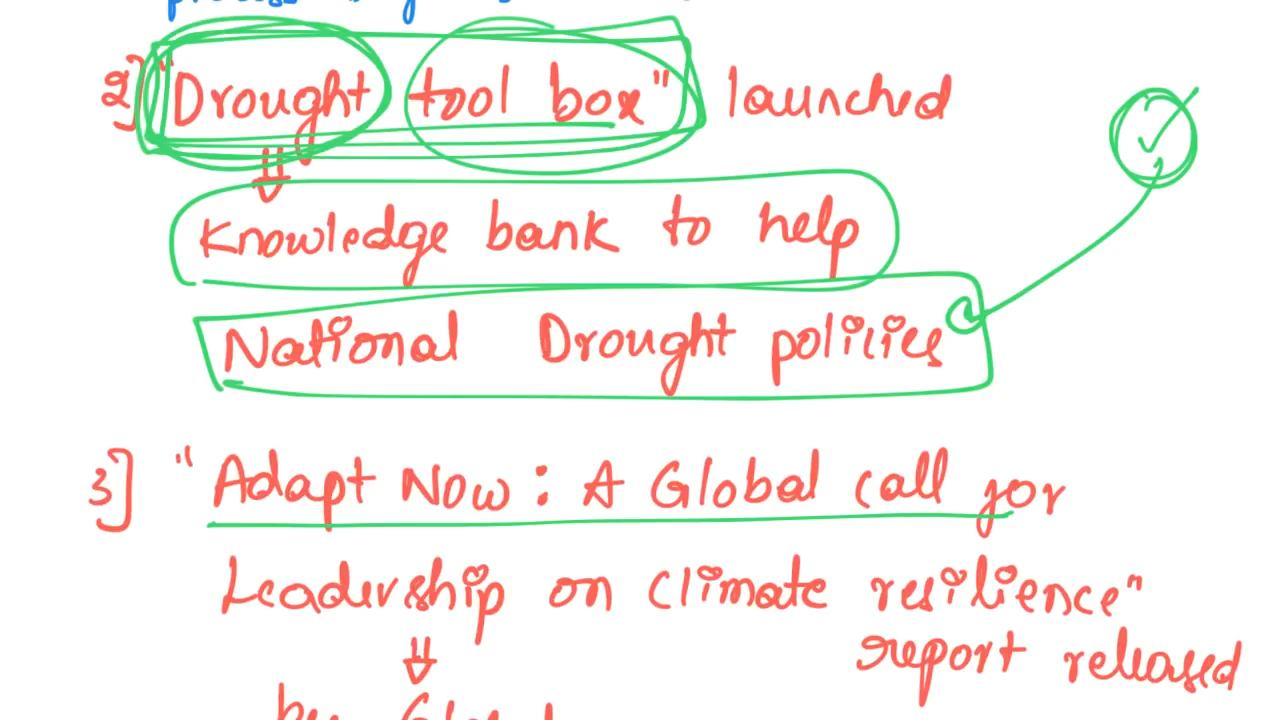 2] "Drought tool box" launched
Knowledge bank to help
National Drought policies
3] "Adapt Now : A Global call for
Leadership on climate resilience"
report released